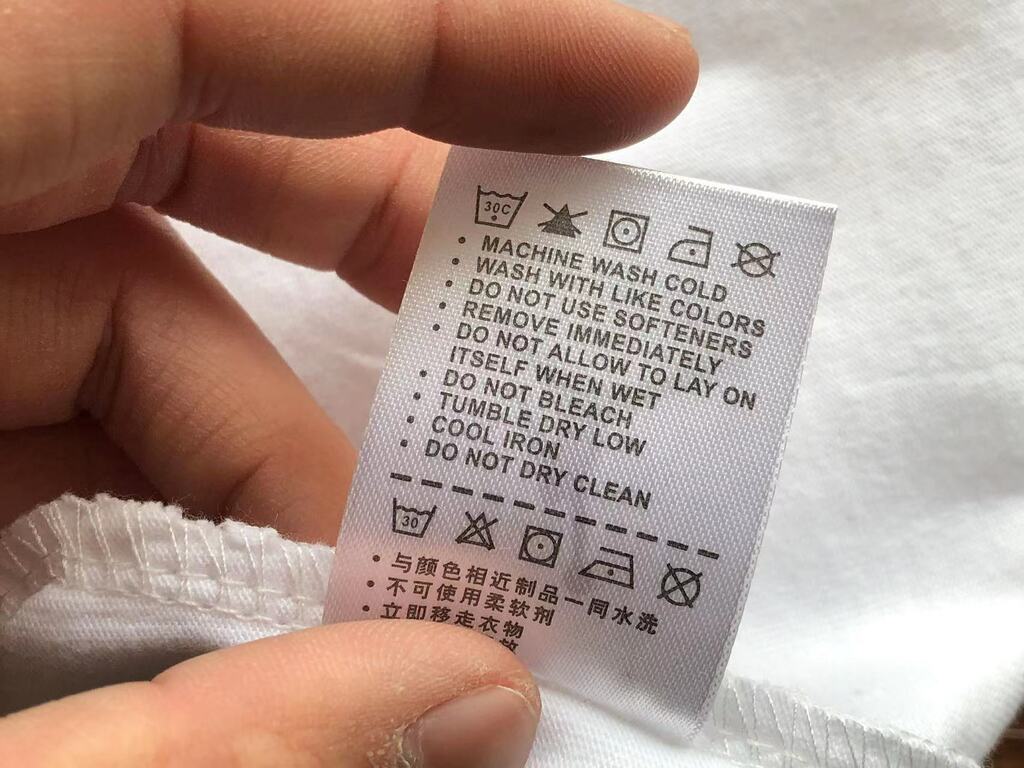 30C
• MACHINE WASH COLD
• WASH WITH LIKE COLORS
• DO NOT USE SOFTENERS
• REMOVE IMMEDIATELY
• DO NOT ALLOW TO LAY ON
ITSELF WHEN WET
• DO NOT BLEACH
• TUMBLE DRY LOW
• COOL IRON
• DO NOT DRY CLEAN
30
• 与颜色相近制品一同水洗
• 不可使用柔软剂
• 立即移走衣物